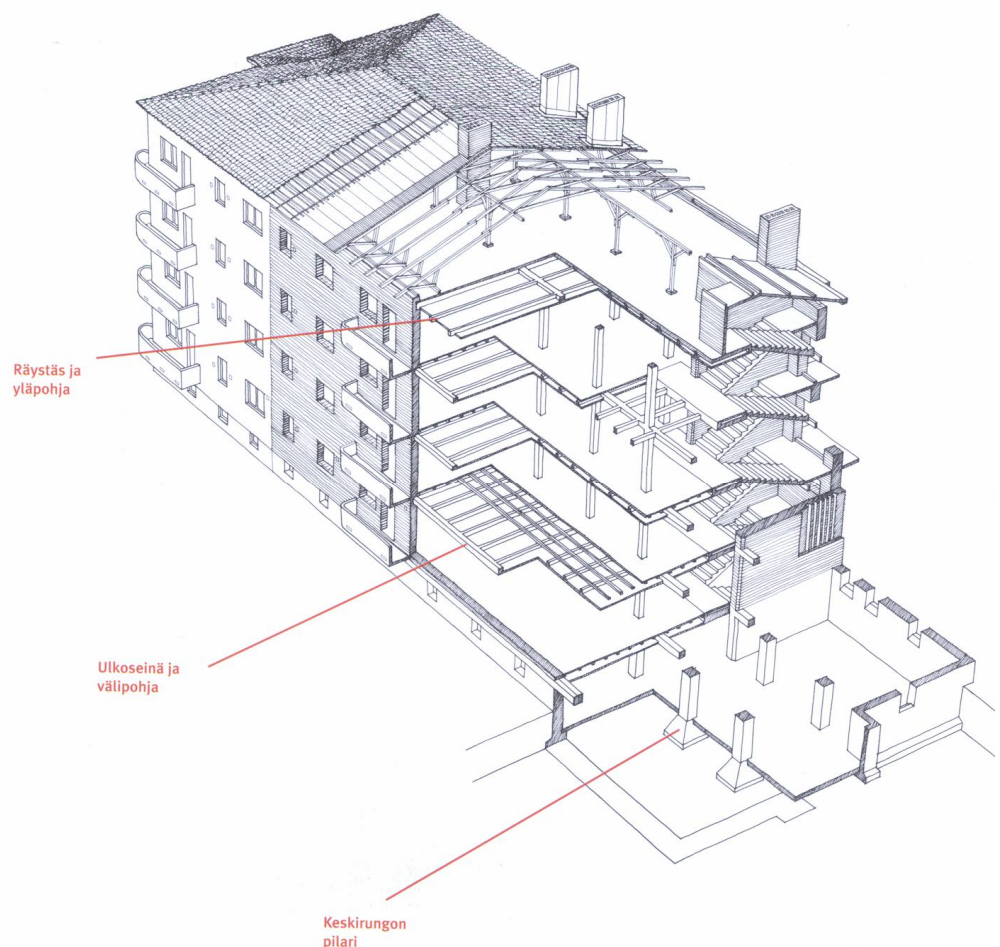 Räystäs ja
yläpohja
Ulkoseinä ja
välipohja
Keskirungon
pilari